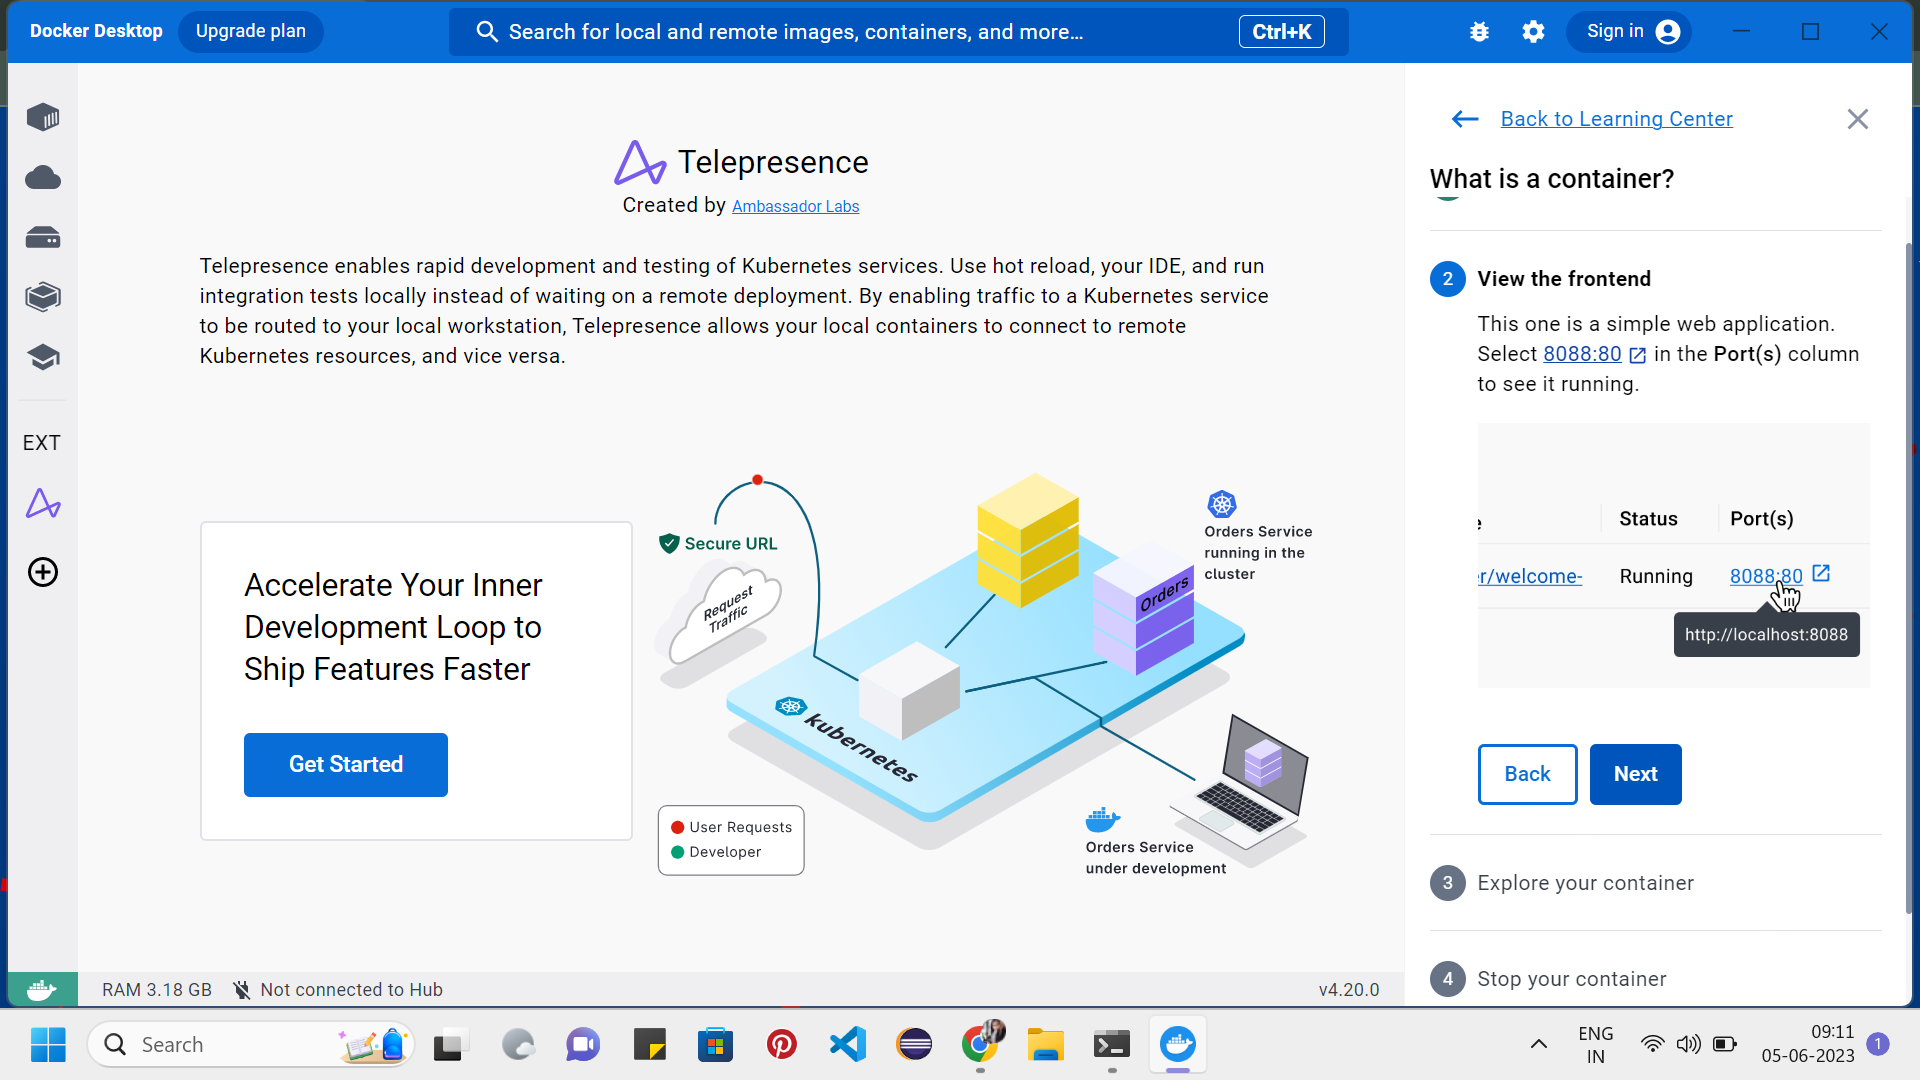 Docker Desktop
Upgrade plan
Search for local and remote images, containers, and more...
Ctrl+K
Sign in
EXT
Telepresence
Created by Ambassador Labs
Telepresence enables rapid development and testing of Kubernetes services. Use hot reload, your IDE, and run
integration tests locally instead of waiting on a remote deployment. By enabling traffic to a Kubernetes service
to be routed to your local workstation, Telepresence allows your local containers to connect to remote
Kubernetes resources, and vice versa.
Accelerate Your Inner
Development Loop to
Ship Features Faster
Get Started
Secure URL
Request
Traffic
Orders
kubernetes
Orders Service
running in the
cluster
User Requests
Developer
Orders Service
under development
Back to Learning Center
What is a container?
2
View the frontend
This one is a simple web application.
Select 8088:80 in the Port(s) column
to see it running.
Status
Port(s)
r/welcome-
Running
8088:80
http://localhost:8088
Back
Next
3
Explore your container
4
Stop your container
RAM 3.18 GB
Not connected to Hub
v4.20.0
Search
ENG
IN
09:11
05-06-2023
1